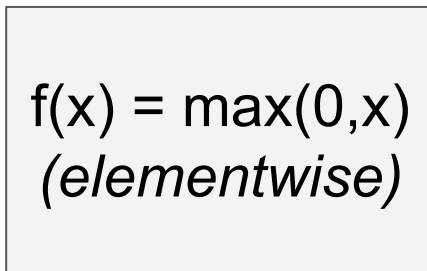 f(x) = max(0,x)
(elementwise)